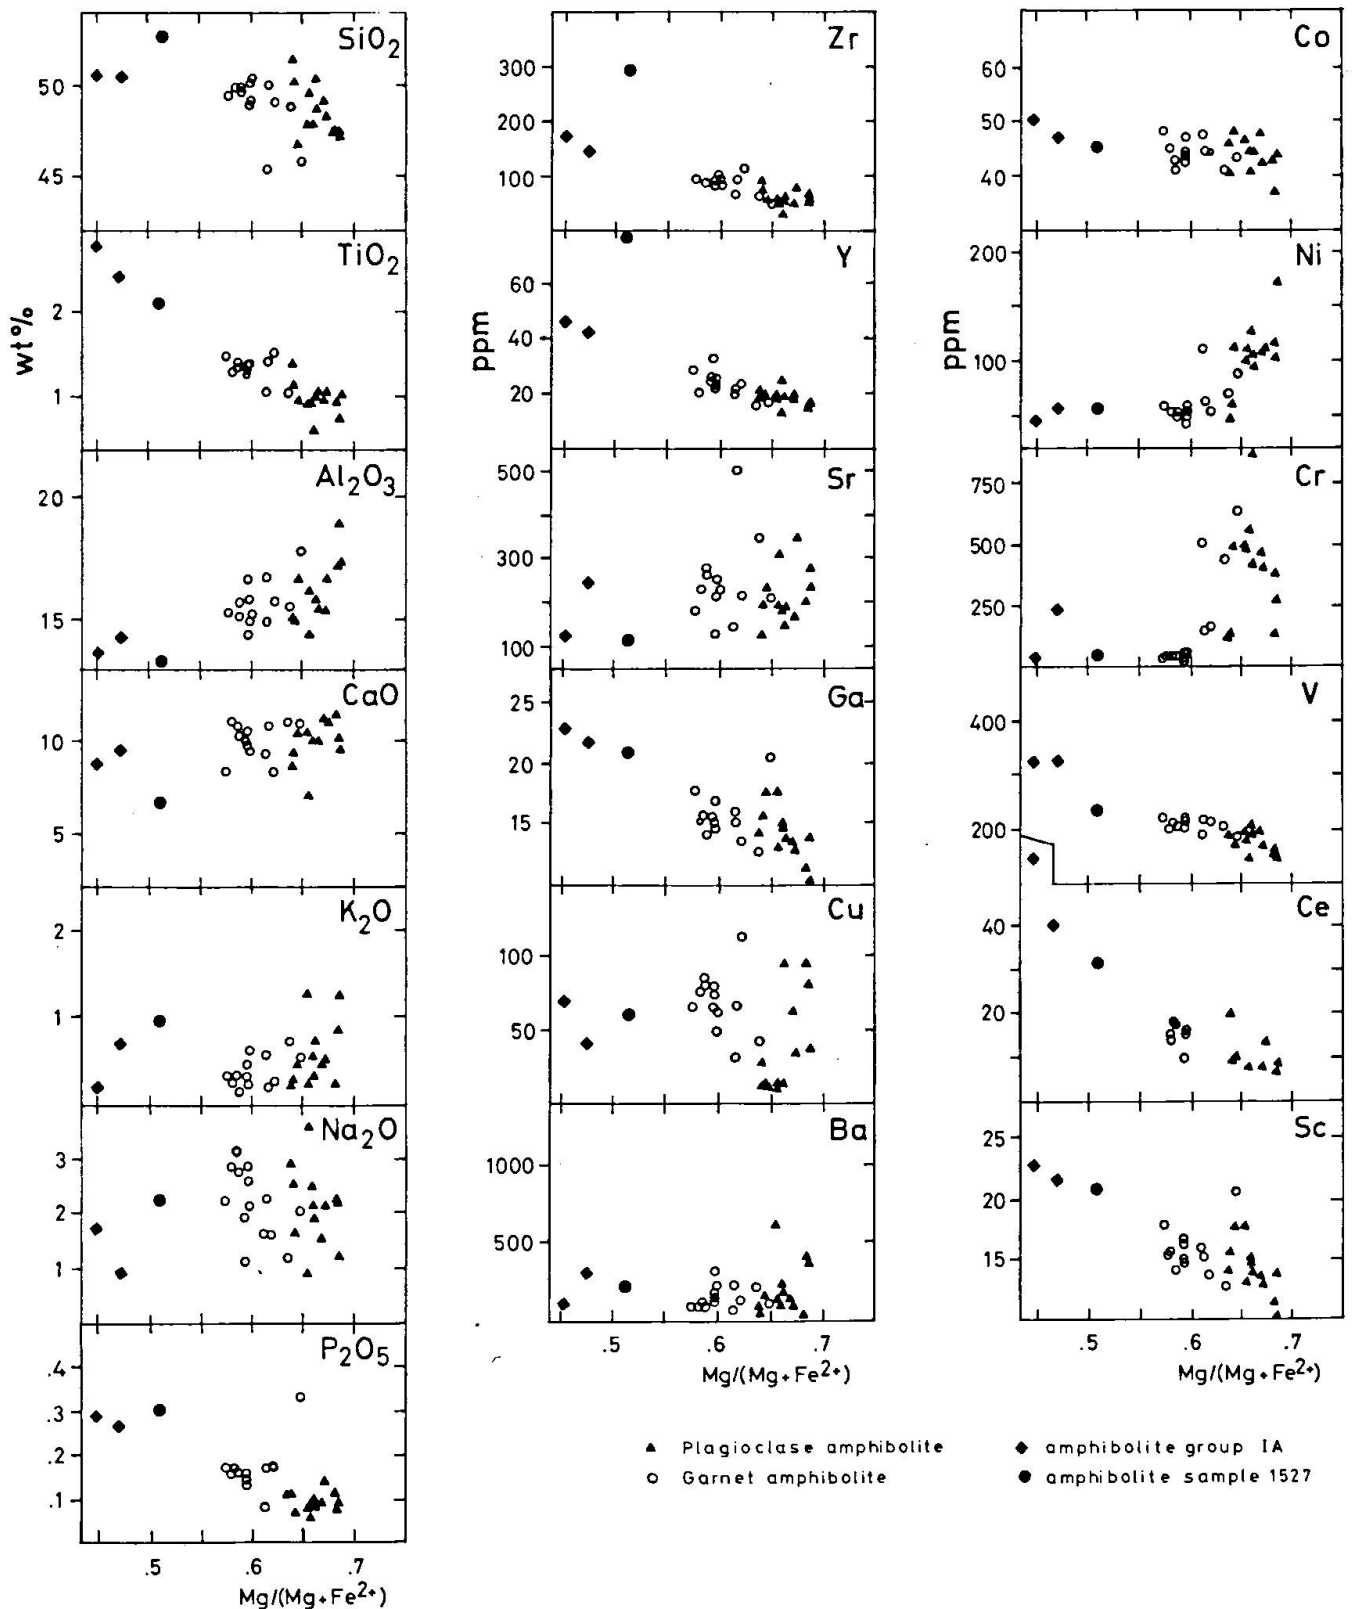 SiO2
50
45
TiO2
wt%
2
1
Al2O3
20
15
CaO
10
5
K2O
2
1
Na2O
3
2
1
P2O5
.4
.3
.2
.1
.5 .6 .7
Mg/(Mg+Fe2+)
Zr
300
200
100
Y
ppm
60
40
20
Sr
500
300
100
Ga
25
20
15
Cu
100
50
Ba
1000
500
.5 .6 .7
Mg/(Mg+Fe2+)
Co
60
50
40
Ni
ppm
200
100
Cr
750
500
250
V
400
200
Ce
40
20
Sc
25
20
15
.5 .6 .7
Mg/(Mg+Fe2+)
Plagioclase amphibolite
Garnet amphibolite
amphibolite group IA
amphibolite sample 1527